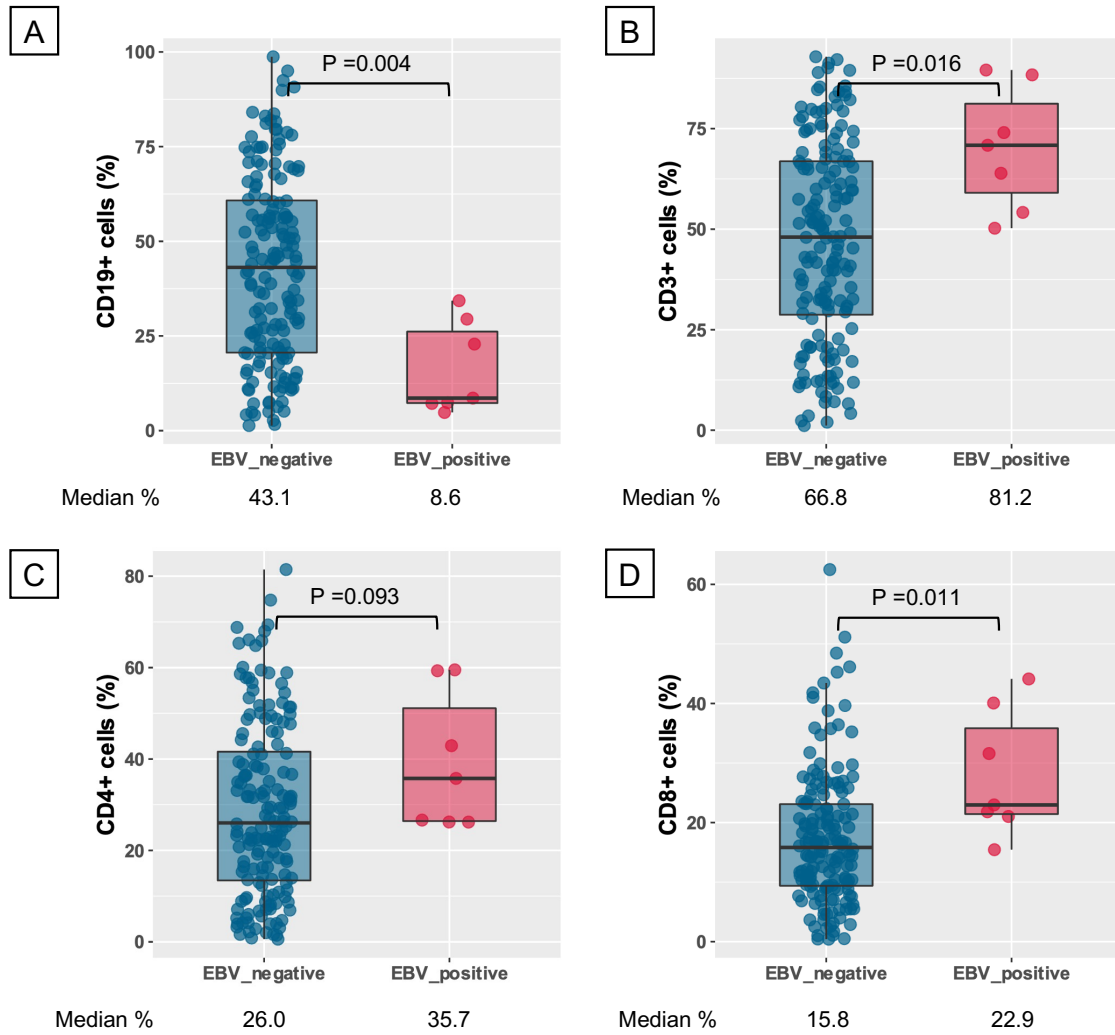 A
CD19+ cells (%)
100
75
50
25
0
P =0.004
EBV_negative EBV_positive
Median % 43.1 8.6
B
CD3+ cells (%)
75
50
25
0
P =0.016
EBV_negative EBV_positive
Median % 66.8 81.2
C
CD4+ cells (%)
80
60
40
20
0
P =0.093
EBV_negative EBV_positive
Median % 26.0 35.7
D
CD8+ cells (%)
60
40
20
0
P =0.011
EBV_negative EBV_positive
Median % 15.8 22.9